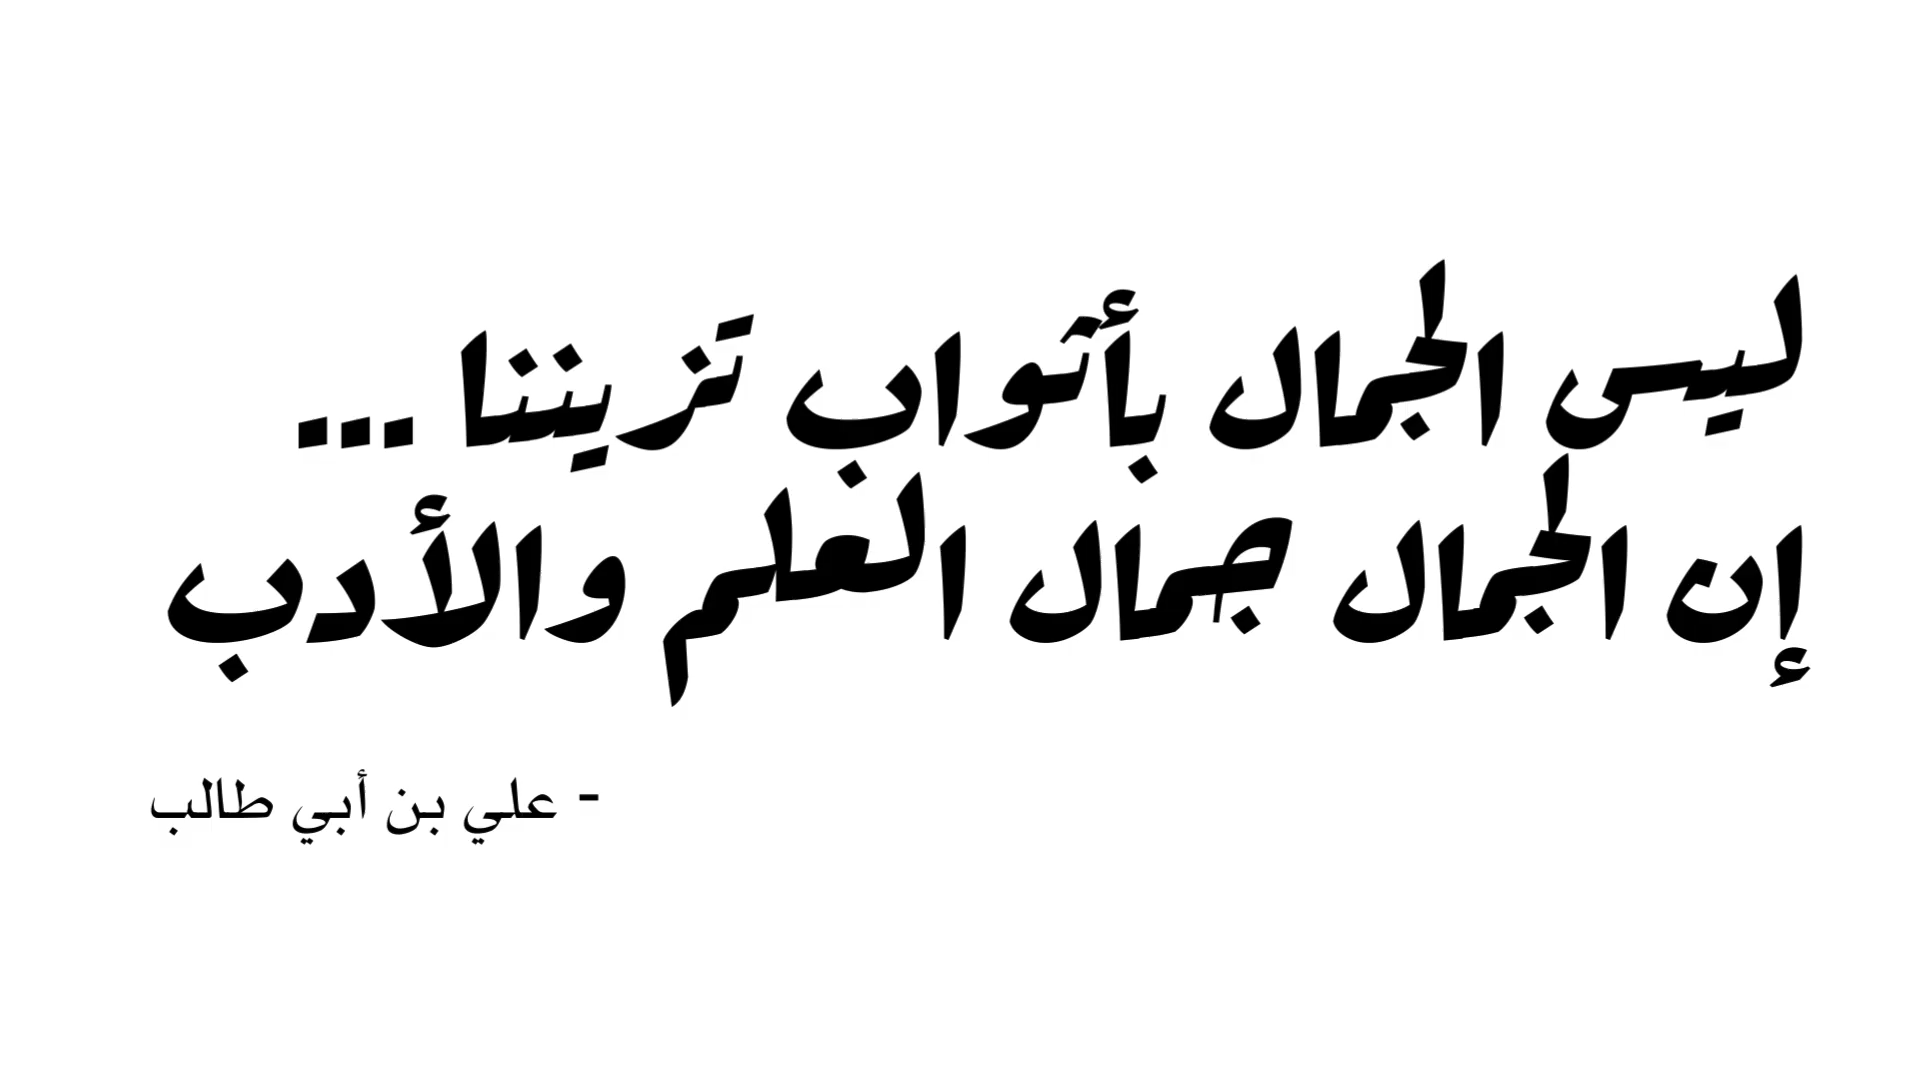 ليس الجمال بأثواب تزيننا ...
إن الجمال جمال العلم والأدب
- علي بن أبي طالب